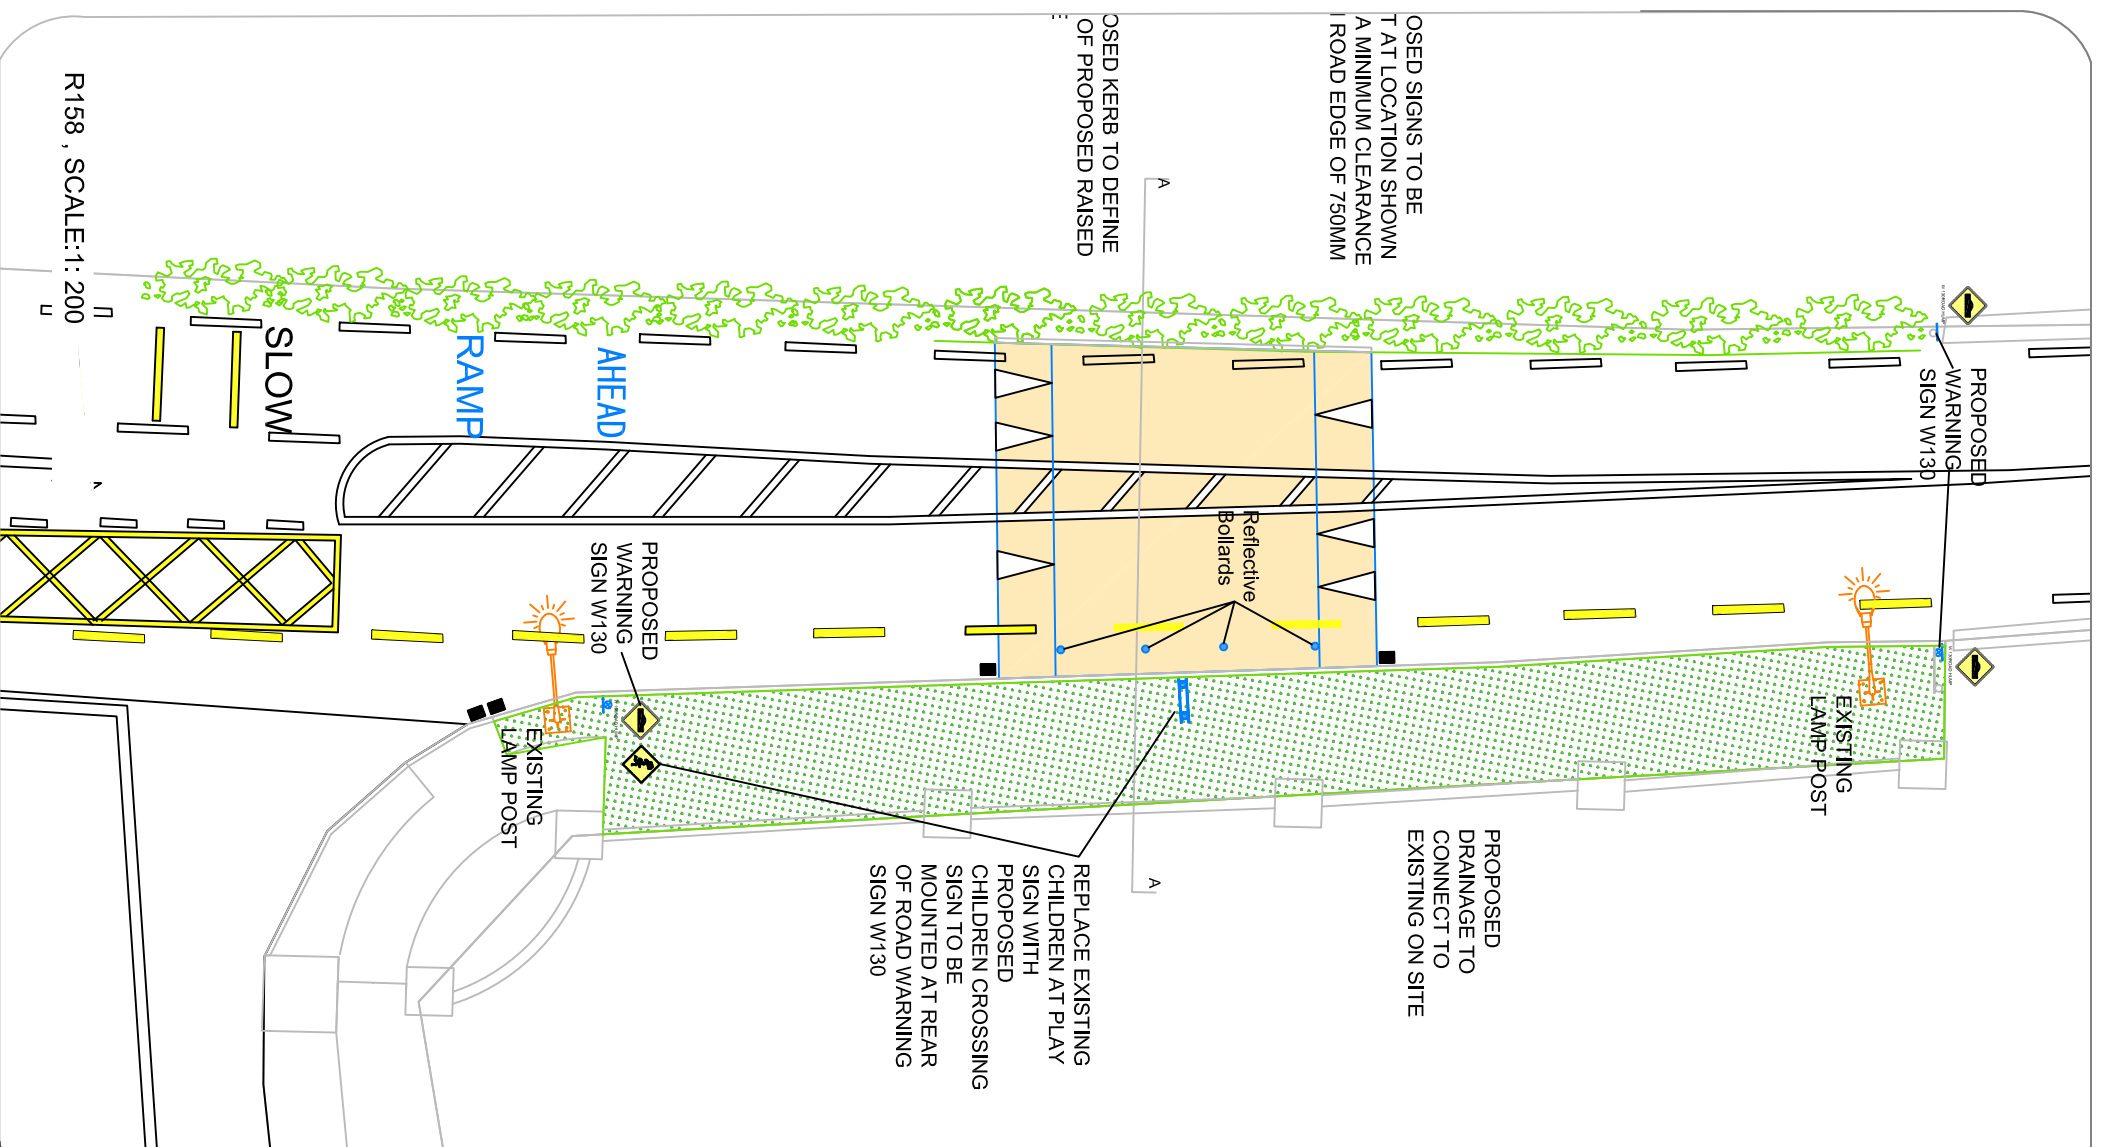 OSED SIGNS TO BE
T AT LOCATION SHOWN
A MINIMUM CLEARANCE
ROAD EDGE OF 750MM
OSED KERB TO DEFINE
OF PROPOSED RAISED
R158 , SCALE:1: 200
A
PROPOSED
WARNING
SIGN W130
SLOW
RAMP
AHEAD
Reflective
Bollards
PROPOSED
WARNING
SIGN W130
EXISTING
LAMP POST
EXISTING
LAMP POST
A
PROPOSED
DRAINAGE TO
CONNECT TO
EXISTING ON SITE
REPLACE EXISTING
CHILDREN AT PLAY
SIGN WITH
PROPOSED
CHILDREN CROSSING
SIGN TO BE
MOUNTED AT REAR
OF ROAD WARNING
SIGN W130